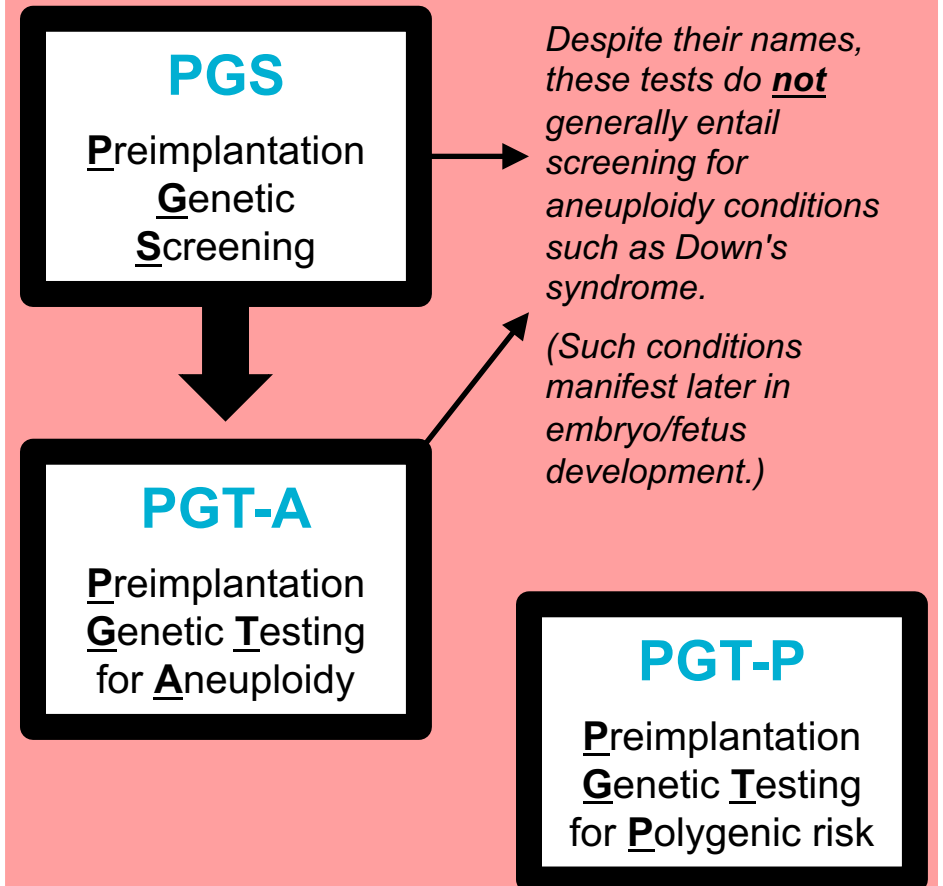 PGS
Preimplantation
Genetic
Screening
Despite their names,
these tests do not
generally entail
screening for
aneuploidy conditions
such as Down's
syndrome.
(Such conditions
manifest later in
embryo/fetus
development.)
PGT-A
Preimplantation
Genetic Testing
for Aneuploidy
PGT-P
Preimplantation
Genetic Testing
for Polygenic risk